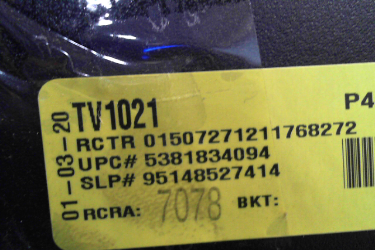 01-03-20
TV1021 P4
RCTR 01507271211768272
UPC# 5381834094
SLP# 95148527414
RCRA: 7078 BKT: